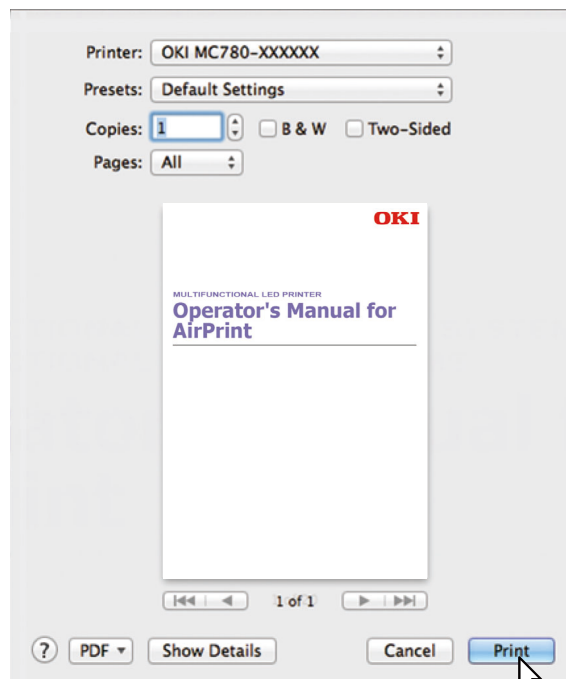 Printer: OKI MC780-XXXXXX
Presets: Default Settings
Copies: 1 B & W Two-Sided
Pages: All
OKI
MULTIFUNCTIONAL LED PRINTER
Operator's Manual for
AirPrint
1 of 1
? PDF Show Details Cancel Print